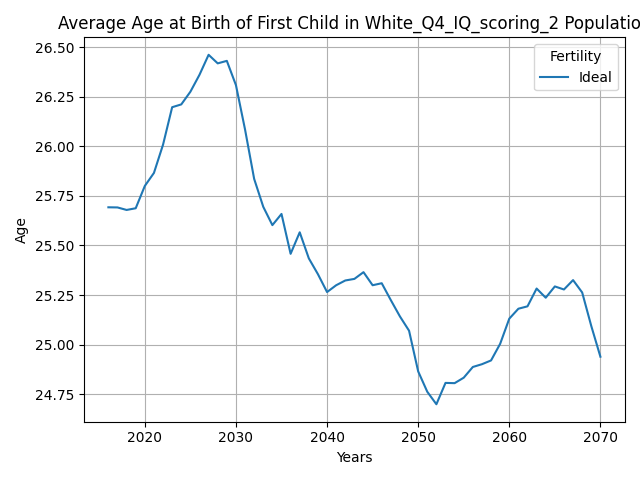 Average Age at Birth of First Child in White_Q4_IQ_scoring_2 Populatio
Fertility
Ideal
26.50
26.25
26.00
25.75
25.50
25.25
25.00
24.75
Age
2020 2030 2040 2050 2060 2070
Years